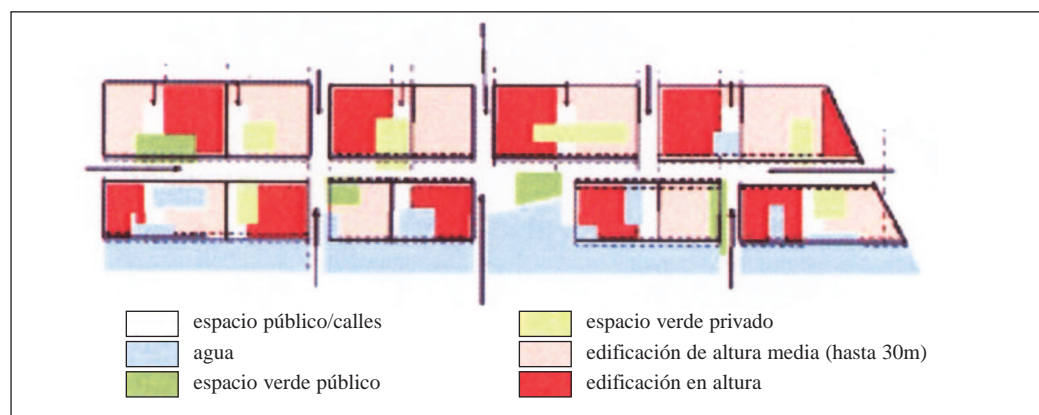 espacio público/calles
agua
espacio verde público
espacio verde privado
edificación de altura media (hasta 30m)
edificación en altura